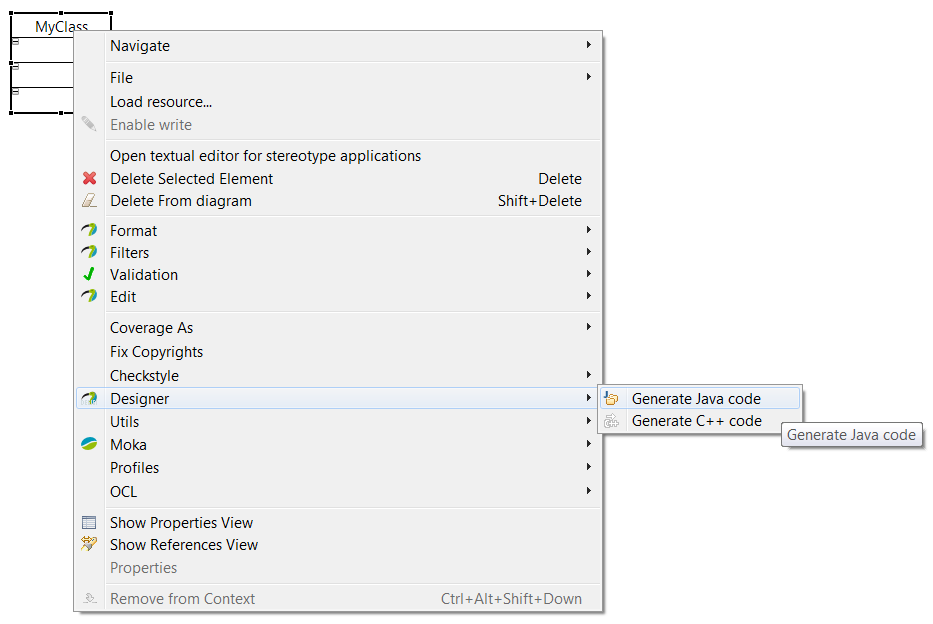 MyClass
Navigate
File
Load resource...
Enable write
Open textual editor for stereotype applications
Delete Selected Element Delete
Delete From diagram Shift+Delete
Format
Filters
Validation
Edit
Coverage As
Fix Copyrights
Checkstyle
Designer Generate Java code
Utils Generate C++ code
Generate Java code
Moka
Profiles
OCL
Show Properties View
Show References View
Properties
Remove from Context Ctrl+Alt+Shift+Down